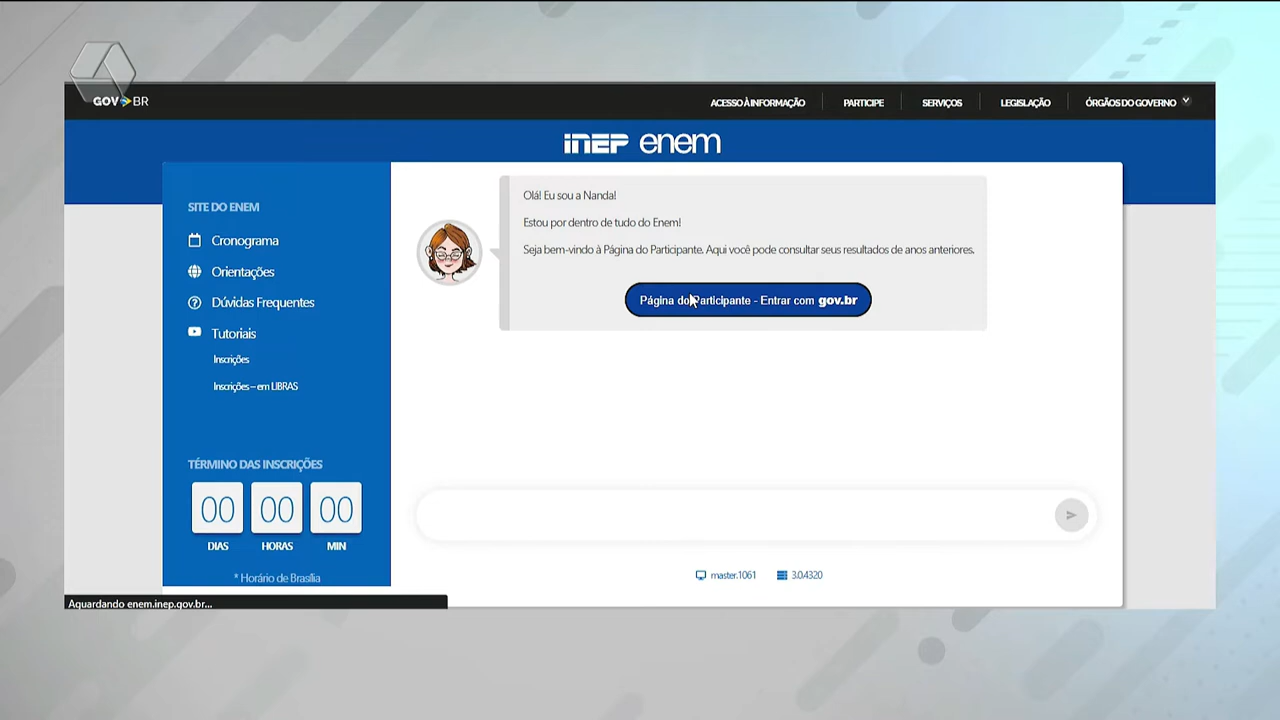 GOV BR
ACESSO À INFORMAÇÃO
PARTICIPE
SERVIÇOS
LEGISLAÇÃO
ÓRGÃOS DO GOVERNO
inep enem
SITE DO ENEM
Cronograma
Orientações
Dúvidas Frequentes
Tutoriais
Inscrições
Inscrições – em LIBRAS
TÉRMINO DAS INSCRIÇÕES
00 00 00
DIAS HORAS MIN
* Horário de Brasília
Olá! Eu sou a Nanda!
Estou por dentro de tudo do Enem!
Seja bem-vindo à Página do Participante. Aqui você pode consultar seus resultados de anos anteriores.
Página do Participante - Entrar com gov.br
master.1061
3.0.4320
Aguardando enem.inep.gov.br...